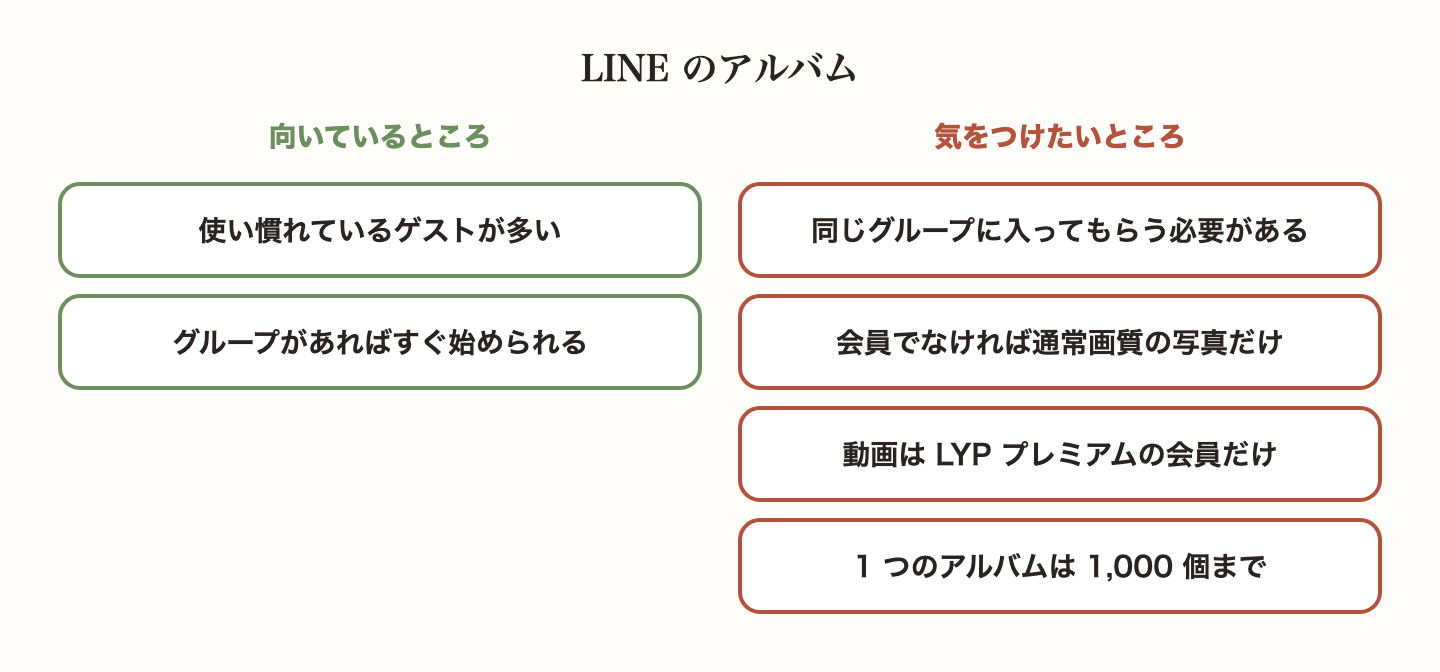 LINE のアルバム
向いているところ
使い慣れているゲストが多い
グループがあればすぐ始められる
気をつけたいところ
同じグループに入ってもらう必要がある
会員でなければ通常画質の写真だけ
動画は LYP プレミアムの会員だけ
1 つのアルバムは 1,000 個まで